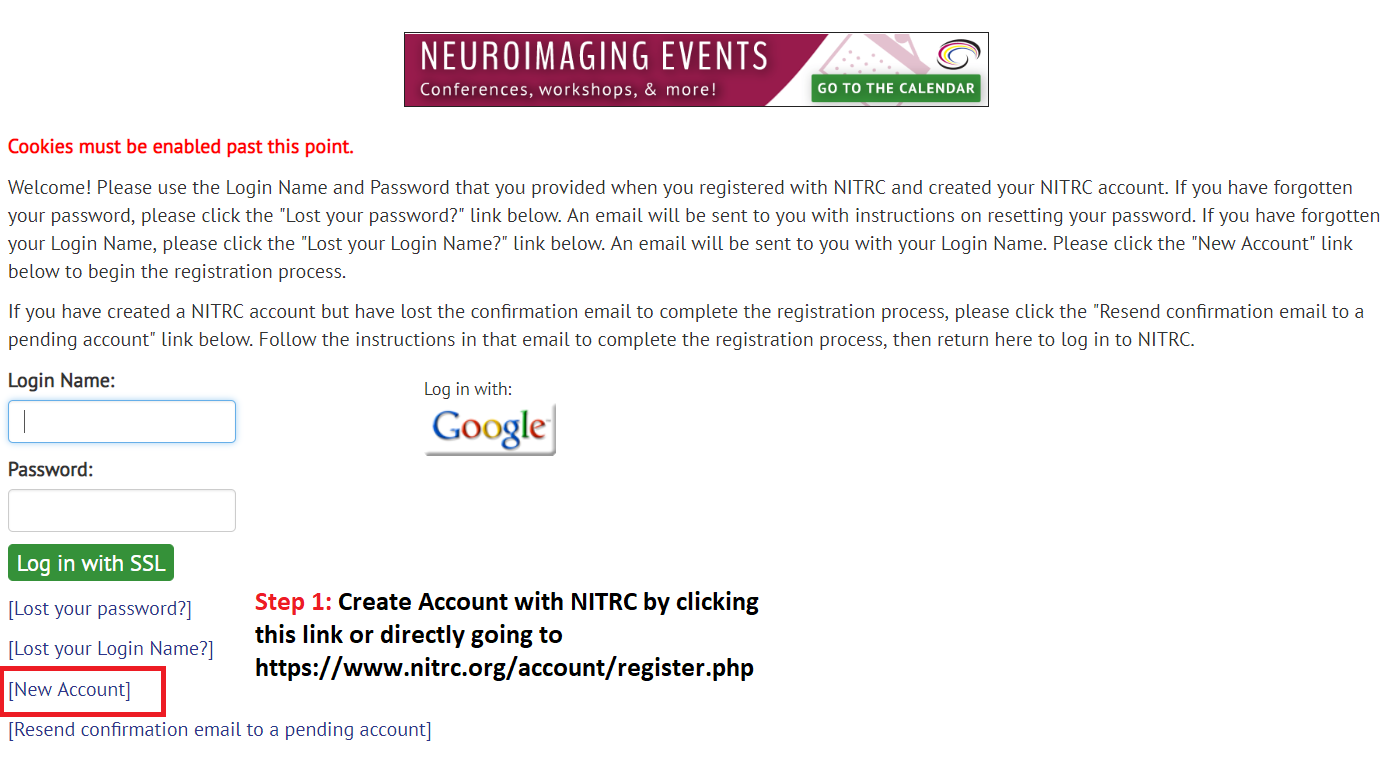 NEUROIMAGING EVENTS
Conferences, workshops, & more!
GO TO THE CALENDAR
Cookies must be enabled past this point.
Welcome! Please use the Login Name and Password that you provided when you registered with NITRC and created your NITRC account. If you have forgotten
your password, please click the "Lost your password?" link below. An email will be sent to you with instructions on resetting your password. If you have forgotten
your Login Name, please click the "Lost your Login Name?" link below. An email will be sent to you with your Login Name. Please click the "New Account" link
below to begin the registration process.
If you have created a NITRC account but have lost the confirmation email to complete the registration process, please click the "Resend confirmation email to a
pending account" link below. Follow the instructions in that email to complete the registration process, then return here to log in to NITRC.
Login Name:
Log in with:
Google™
Password:
Log in with SSL
[Lost your password?]
[Lost your Login Name?]
[New Account]
[Resend confirmation email to a pending account]
Step 1: Create Account with NITRC by clicking
this link or directly going to
https://www.nitrc.org/account/register.php